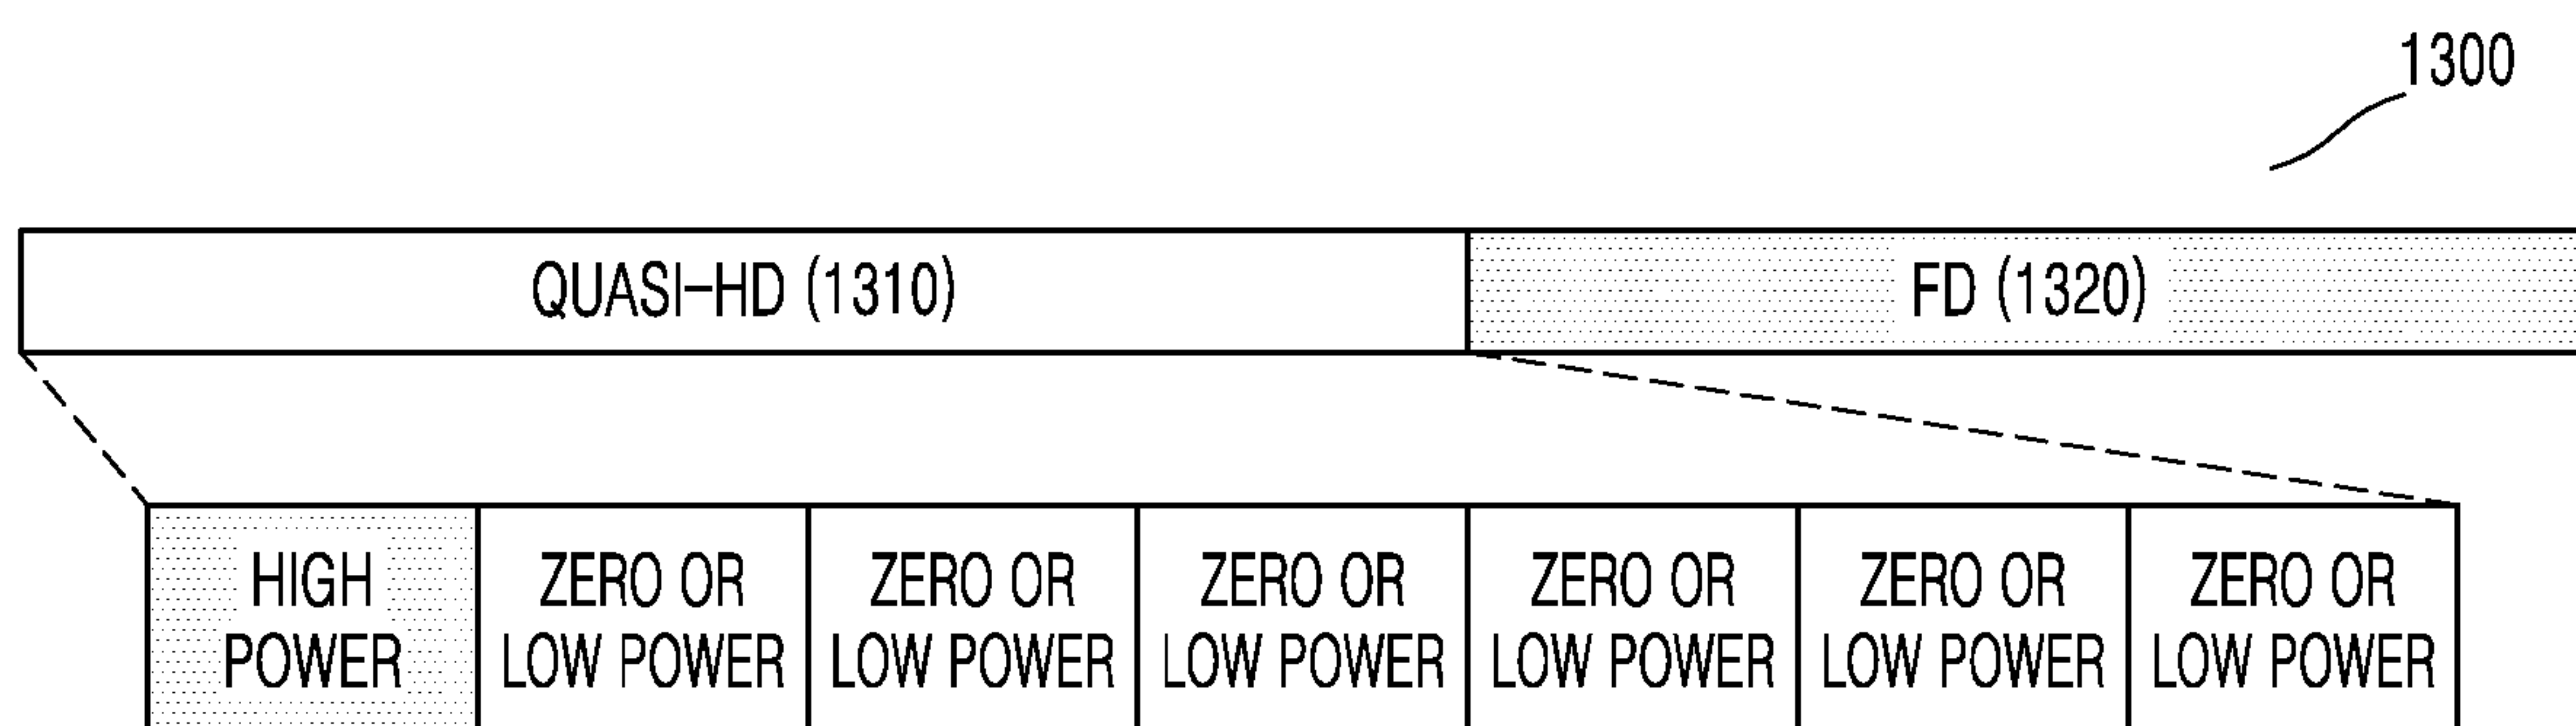 1300
QUASI-HD (1310) FD (1320)
HIGH ZERO OR ZERO OR ZERO OR ZERO OR ZERO OR ZERO OR
POWER LOW POWER LOW POWER LOW POWER LOW POWER LOW POWER LOW POWER